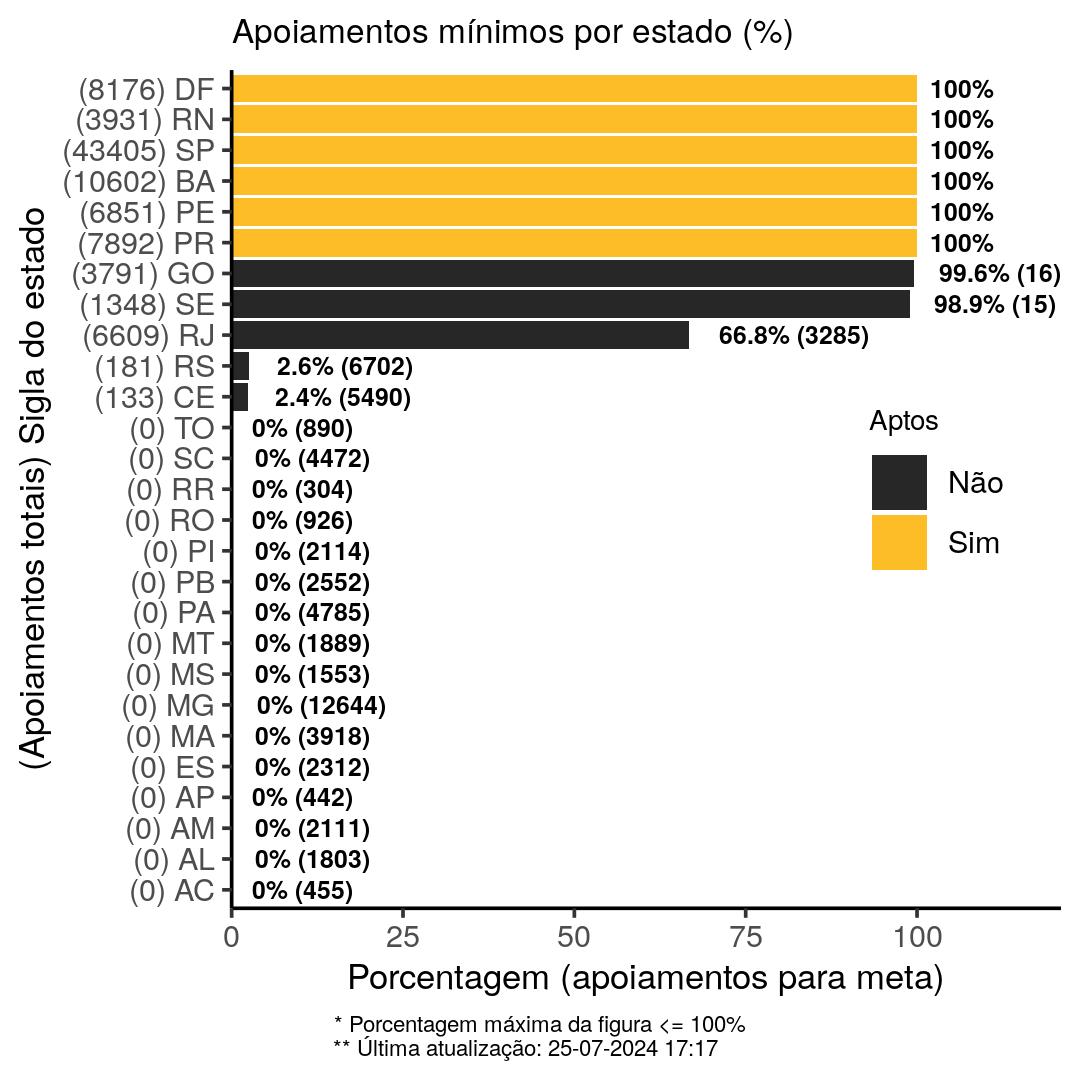 Apoiamentos mínimos por estado (%)
(8176) DF 100%
(3931) RN 100%
(43405) SP 100%
(10602) BA 100%
(6851) PE 100%
(7892) PR 100%
(3791) GO 99.6% (16)
(1348) SE 98.9% (15)
(6609) RJ 66.8% (3285)
(181) RS 2.6% (6702)
(133) CE 2.4% (5490)
(0) TO 0% (890)
(0) SC 0% (4472)
(0) RR 0% (304)
(0) RO 0% (926)
(0) PI 0% (2114)
(0) PB 0% (2552)
(0) PA 0% (4785)
(0) MT 0% (1889)
(0) MS 0% (1553)
(0) MG 0% (12644)
(0) MA 0% (3918)
(0) ES 0% (2312)
(0) AP 0% (442)
(0) AM 0% (2111)
(0) AL 0% (1803)
(0) AC 0% (455)
(Apoiamentos totais) Sigla do estado
Aptos
Não
Sim
0 25 50 75 100
Porcentagem (apoiamentos para meta)
* Porcentagem máxima da figura <= 100%
** Última atualização: 25-07-2024 17:17